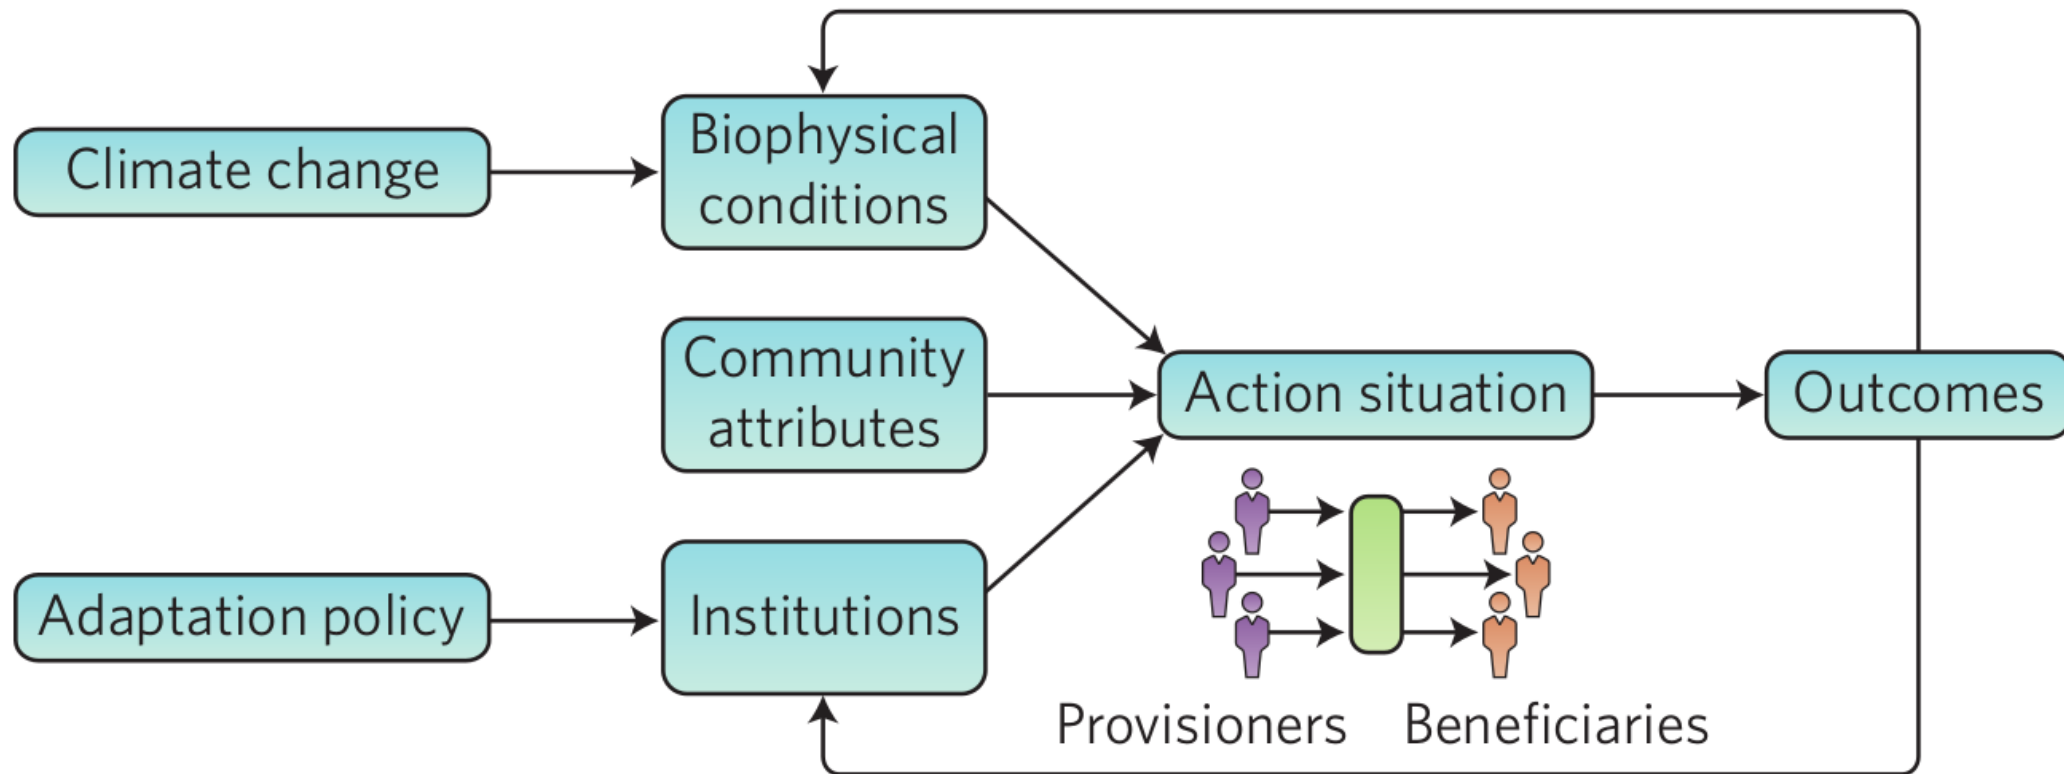 Climate change
Biophysical
conditions
Community
attributes
Action situation
Outcomes
Adaptation policy
Institutions
Provisioners
Beneficiaries